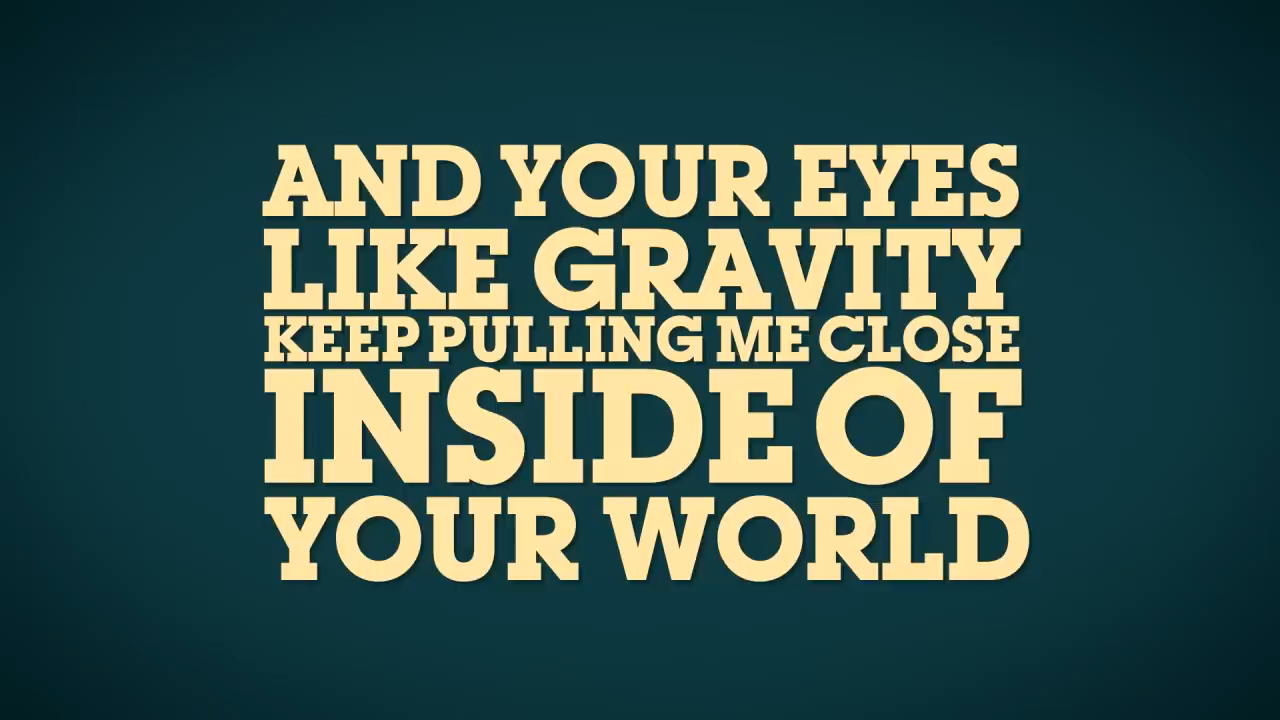 AND YOUR EYES
LIKE GRAVITY
KEEP PULLING ME CLOSE
INSIDE OF
YOUR WORLD